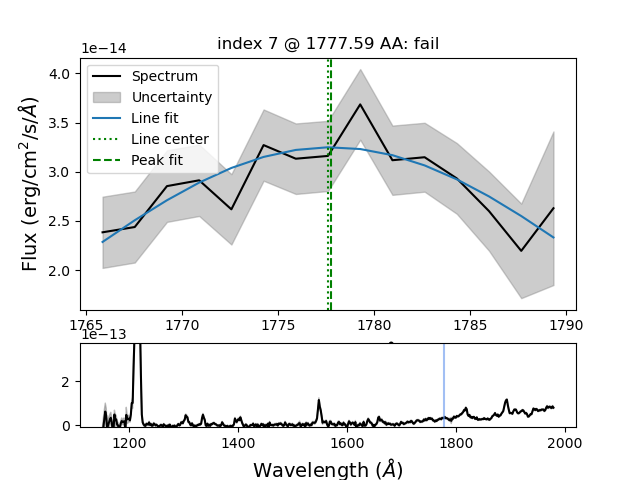 index 7 @ 1777.59 AA: fail
1e−14
Flux (erg/cm²/s/Å)
4.0
3.5
3.0
2.5
2.0
Spectrum
Uncertainty
Line fit
Line center
Peak fit
1765 1770 1775 1780 1785 1790
1e−13
2
0
1200 1400 1600 1800 2000
Wavelength (Å)